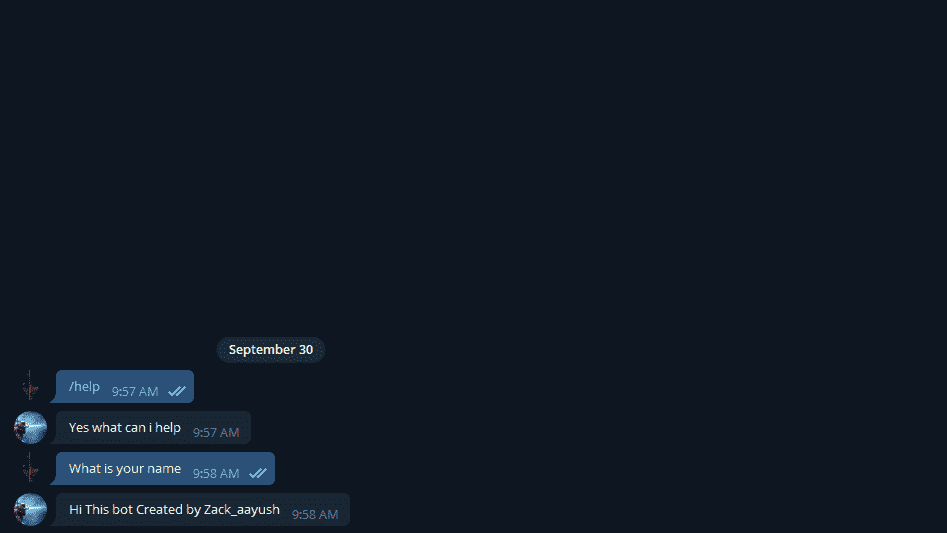 September 30
/help 9:57 AM
Yes what can i help 9:57 AM
What is your name 9:58 AM
Hi This bot Created by Zack_aayush 9:58 AM